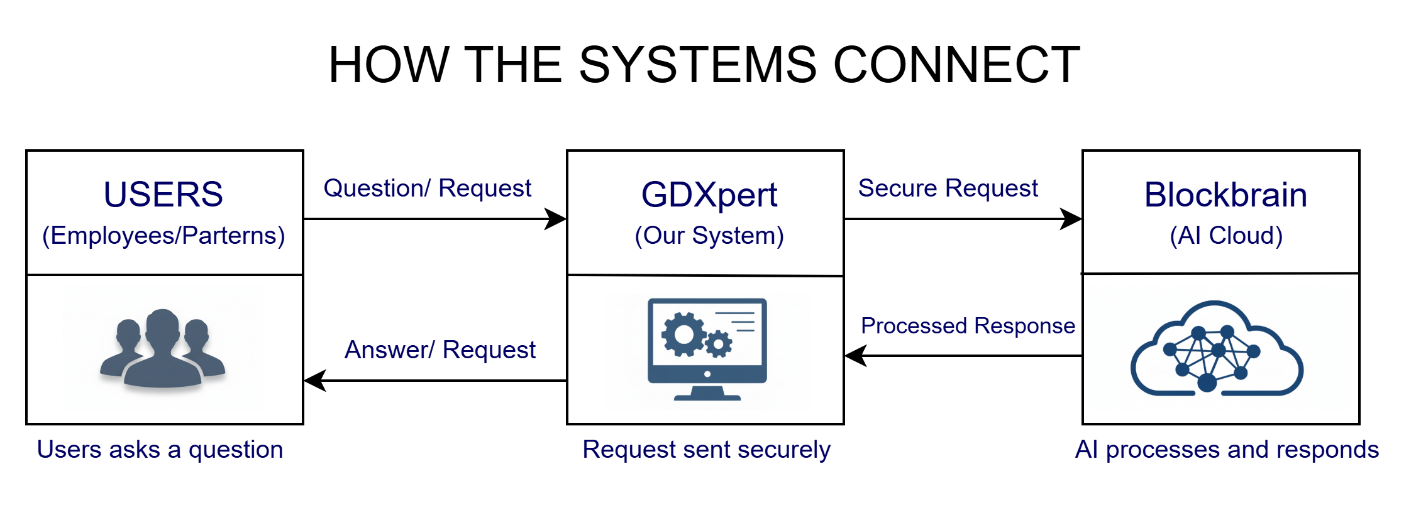 HOW THE SYSTEMS CONNECT
USERS
(Employees/Parterns)
Question/ Request
GDXpert
(Our System)
Secure Request
Blockbrain
(AI Cloud)
Answer/ Request
Processed Response
Users asks a question
Request sent securely
AI processes and responds